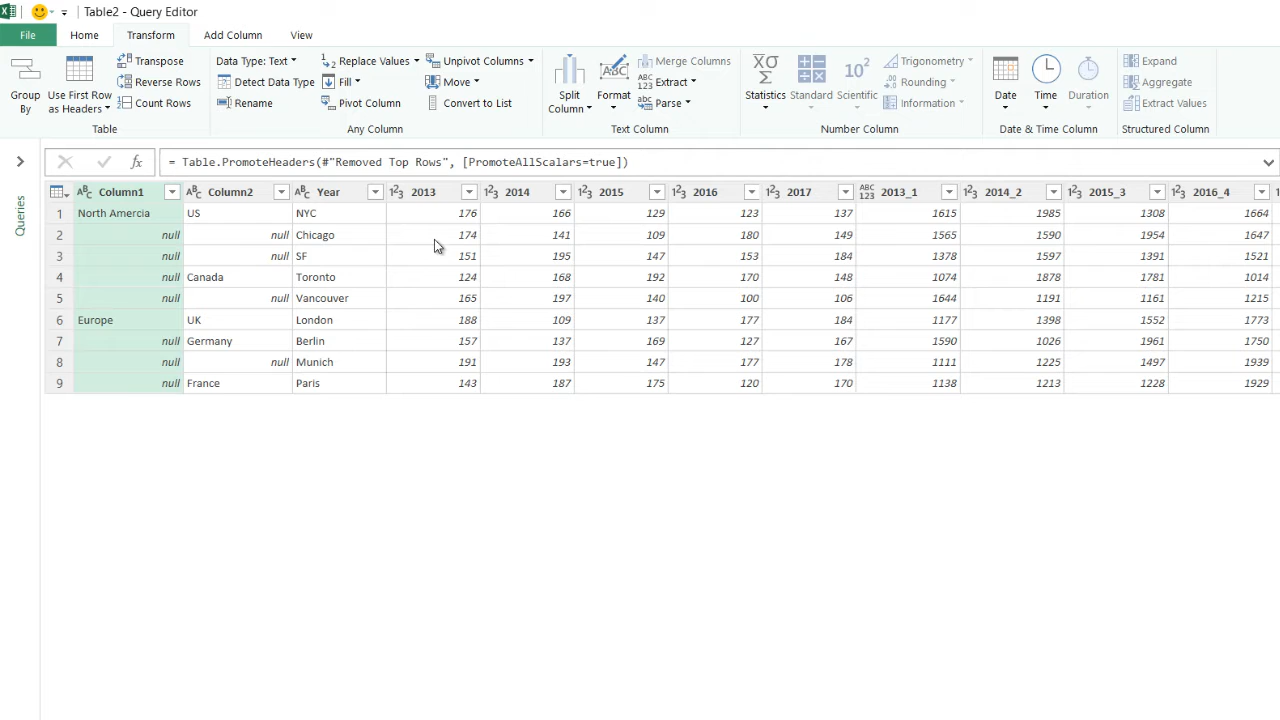 Table2 - Query Editor
File Home Transform Add Column View
Transpose Data Type: Text Replace Values Unpivot Columns Merge Columns Trigonometry Expand
Group By Use First Row as Headers Reverse Rows Detect Data Type Fill Move Split Column Format ABC 123 Extract Statistics Standard Scientific 10² Rounding Date Time Duration Aggregate
Count Rows Rename Pivot Column Convert to List abc Parse Information Extract Values
Table Any Column Text Column Number Column Date & Time Column Structured Column
fx = Table.PromoteHeaders(#"Removed Top Rows", [PromoteAllScalars=true])
Queries
Column1 Column2 Year 2013 2014 2015 2016 2017 2013_1 2014_2 2015_3 2016_4
1 North Amercia US NYC 176 166 129 123 137 1615 1985 1308 1664
2 null null Chicago 174 141 109 180 149 1565 1590 1954 1647
3 null null SF 151 195 147 153 184 1378 1597 1391 1521
4 null Canada Toronto 124 168 192 170 148 1074 1878 1781 1014
5 null null Vancouver 165 197 140 100 106 1644 1191 1161 1215
6 Europe UK London 188 109 137 177 184 1177 1398 1552 1773
7 null Germany Berlin 157 137 169 127 167 1590 1026 1961 1750
8 null null Munich 191 193 147 177 178 1111 1225 1497 1939
9 null France Paris 143 187 175 120 170 1138 1213 1228 1929